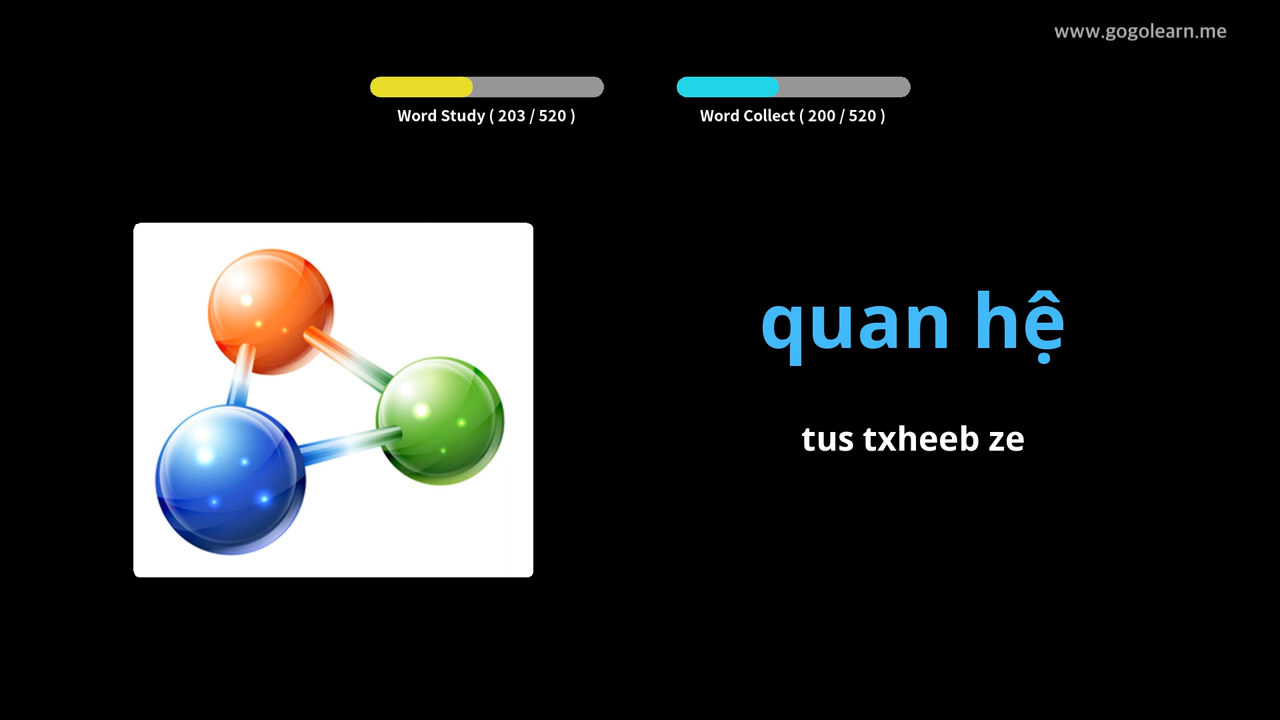 www.gogolearn.me
Word Study ( 203 / 520 )
Word Collect ( 200 / 520 )
quan hệ
tus txheeb ze